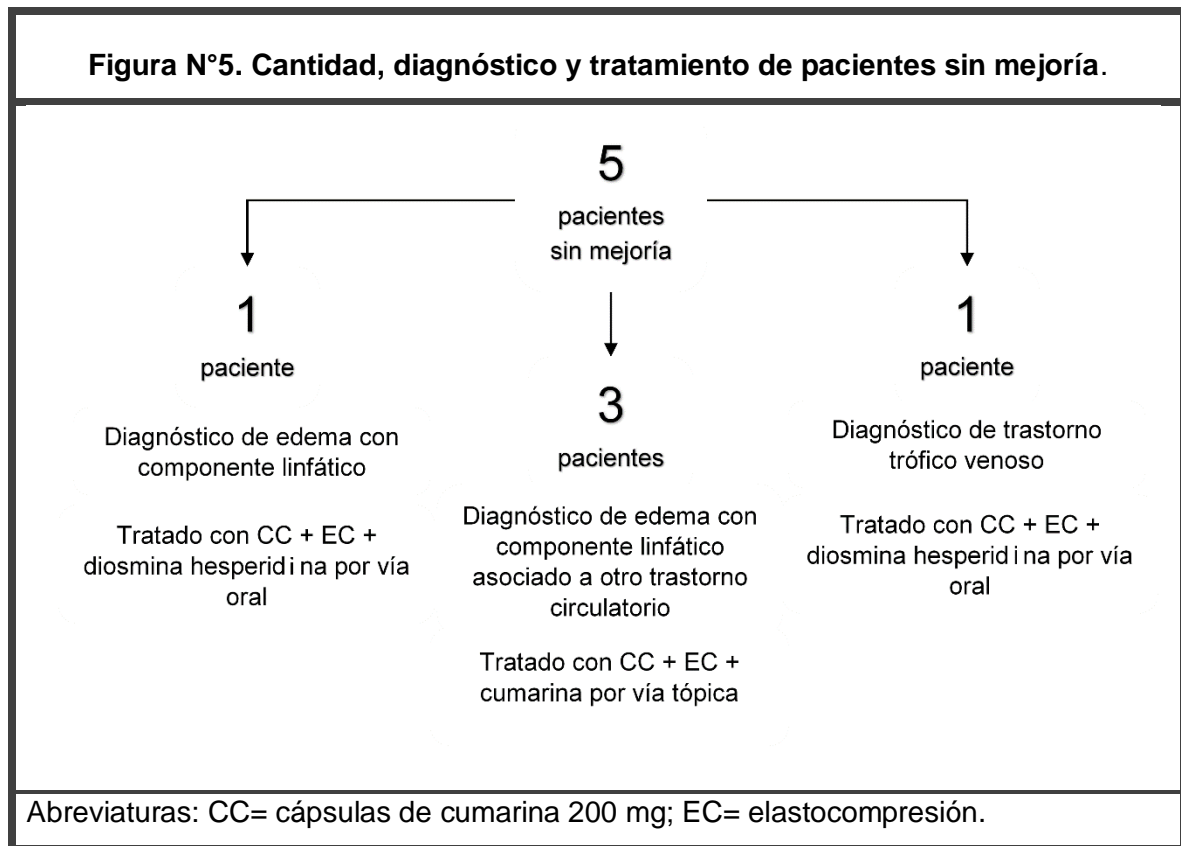 Figura N°5. Cantidad, diagnóstico y tratamiento de pacientes sin mejoría.
5
pacientes
sin mejoría
1
paciente
Diagnóstico de edema con
componente linfático
Tratado con CC + EC +
diosmina hesperidina por vía
oral
3
pacientes
Diagnóstico de edema con
componente linfático
asociado a otro trastorno
circulatorio
Tratado con CC + EC +
cumarina por vía tópica
1
paciente
Diagnóstico de trastorno
trófico venoso
Tratado con CC + EC +
diosmina hesperidina por vía
oral
Abreviaturas: CC= cápsulas de cumarina 200 mg; EC= elastocompresión.